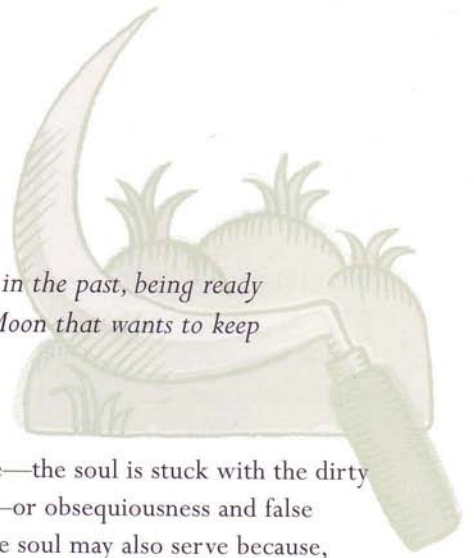 in the past, being ready
Moon that wants to keep
—the soul is stuck with the dirty
—or obsequiousness and false
soul may also serve because,